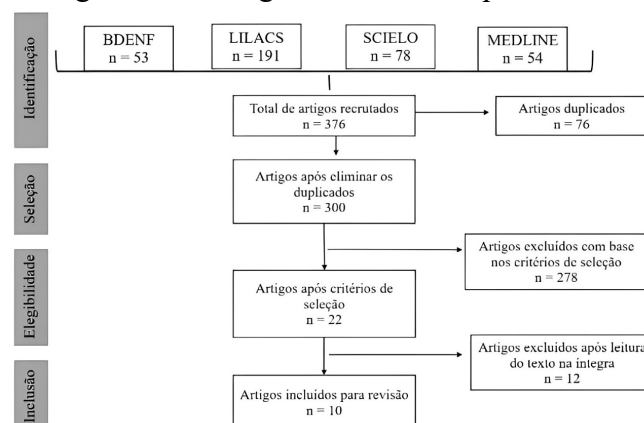 Identificação
BDENF
n = 53
LILACS
n = 191
SCIELO
n = 78
MEDLINE
n = 54
Total de artigos recrutados
n = 376
Artigos duplicados
n = 76
Seleção
Artigos após eliminar os
duplicados
n = 300
Artigos excluídos com base
nos critérios de seleção
n = 278
Elegibilidade
Artigos após critérios de
seleção
n = 22
Artigos excluídos após leitura
do texto na íntegra
n = 12
Inclusão
Artigos incluídos para revisão
n = 10